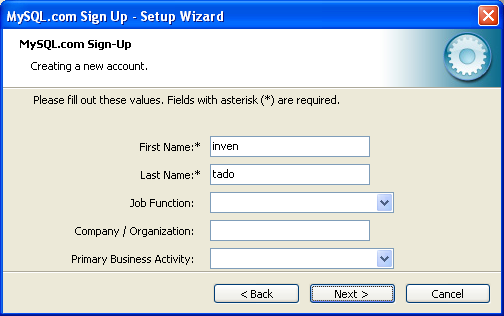 MySQL.com Sign Up - Setup Wizard
MySQL.com Sign-Up
Creating a new account.
Please fill out these values. Fields with asterisk (*) are required.
First Name:* inven
Last Name:* tado
Job Function:
Company / Organization:
Primary Business Activity:
< Back Next > Cancel